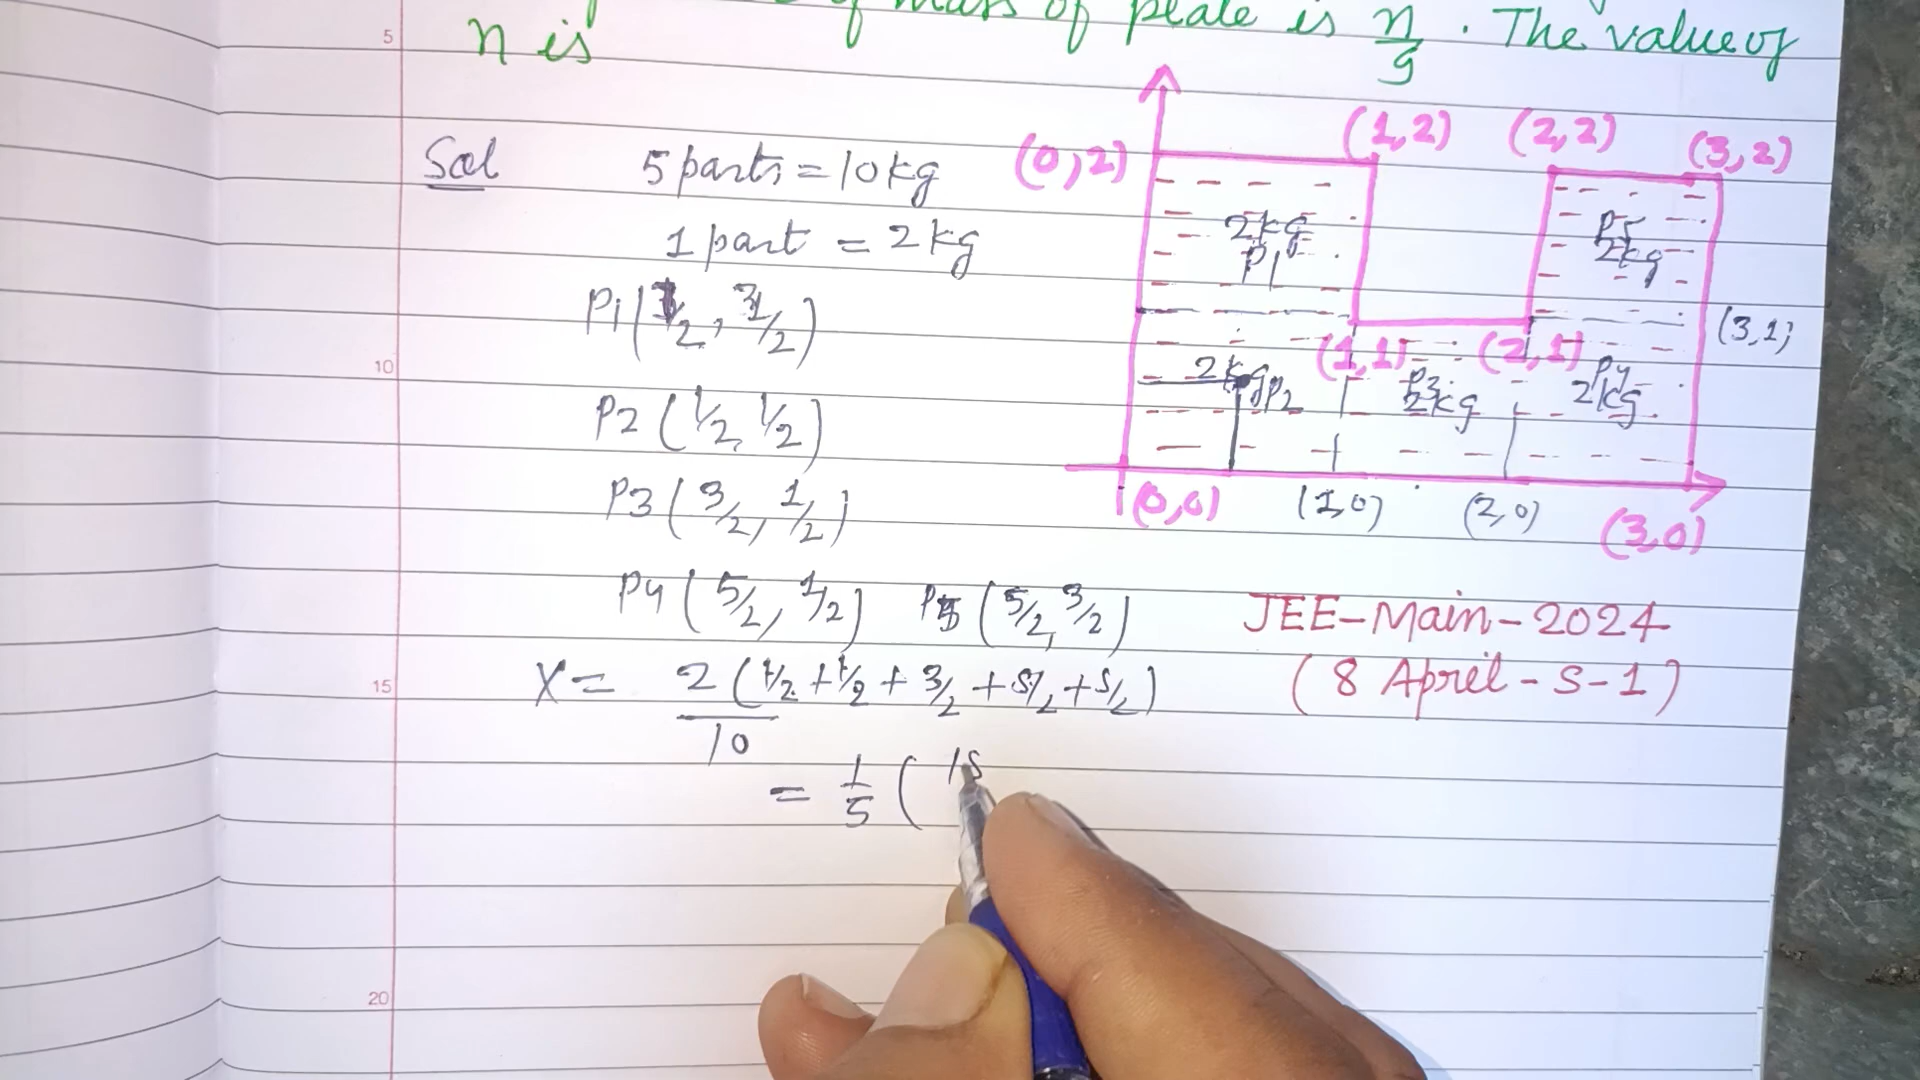 of mass of plate is n/9 . The value of
n is
5
Sol 5 parts = 10 kg
1 part = 2 kg
P1 (1/2, 3/2)
10
P2 (1/2, 1/2)
P3 (3/2, 1/2)
P4 (5/2, 1/2) P5 (5/2, 3/2)
15
X = 2 (1/2 + 1/2 + 3/2 + 5/2 + 5/2)
10
= 1/5 ( 15
20
(0,2) (1,2) (2,2) (3,2)
2kg P5
P1 2kg
(1,1) (2,1) (3,1)
2kg P2 P3 2kg P4 2kg
(0,0) (1,0) (2,0) (3,0)
JEE-Main-2024
(8 April-S-1)